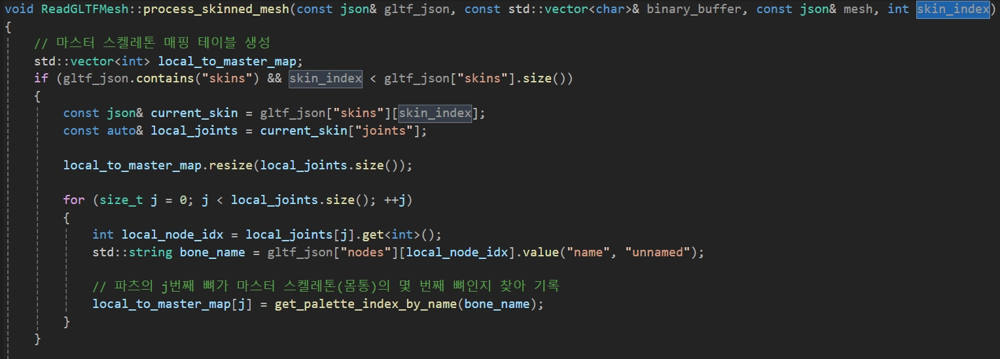 void ReadGLTFMesh::process_skinned_mesh(const json& gltf_json, const std::vector<char>& binary_buffer, const json& mesh, int skin_index)
{
    // 마스터 스켈레톤 매핑 테이블 생성
    std::vector<int> local_to_master_map;
    if (gltf_json.contains("skins") && skin_index < gltf_json["skins"].size())
    {
        const json& current_skin = gltf_json["skins"][skin_index];
        const auto& local_joints = current_skin["joints"];

        local_to_master_map.resize(local_joints.size());

        for (size_t j = 0; j < local_joints.size(); ++j)
        {
            int local_node_idx = local_joints[j].get<int>();
            std::string bone_name = gltf_json["nodes"][local_node_idx].value("name", "unnamed");

            // 파츠의 j번째 뼈가 마스터 스켈레톤(몸통)의 몇 번째 뼈인지 찾아 기록
            local_to_master_map[j] = get_palette_index_by_name(bone_name);
        }
    }